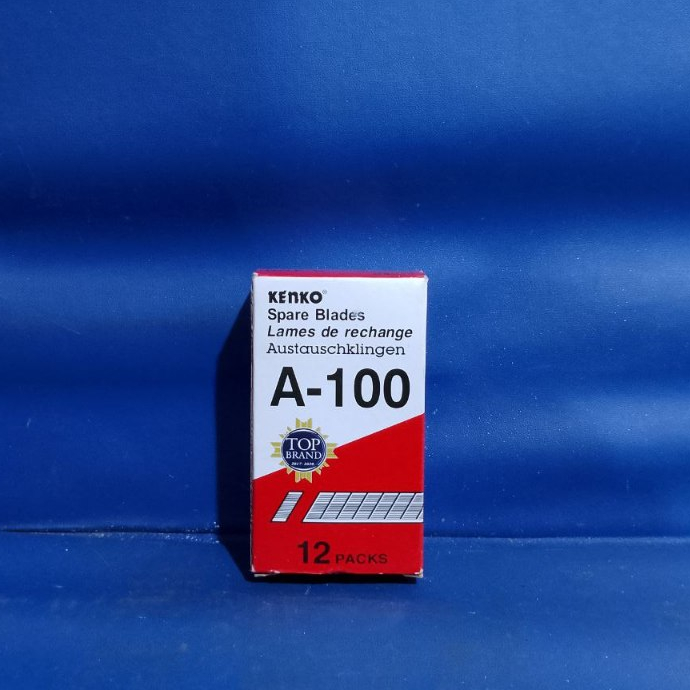 KENKO®
Spare Blades
Lames de rechange
Austauschklingen
A-100
TOP
BRAND
12 PACKS